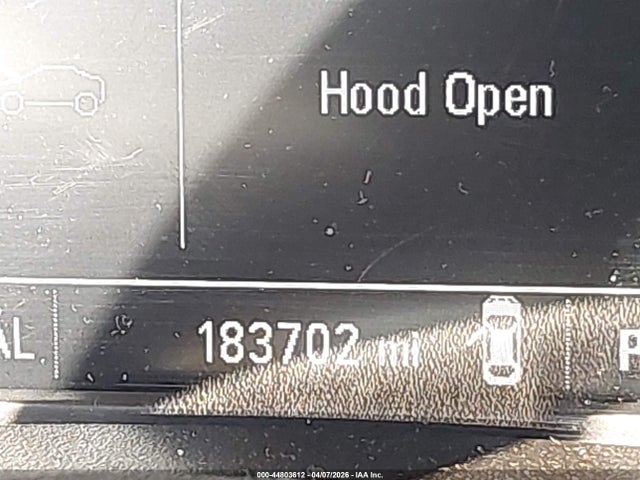 Hood Open
AL 183702 mi P
000-44803612 - 04/07/2026 - IAA Inc.